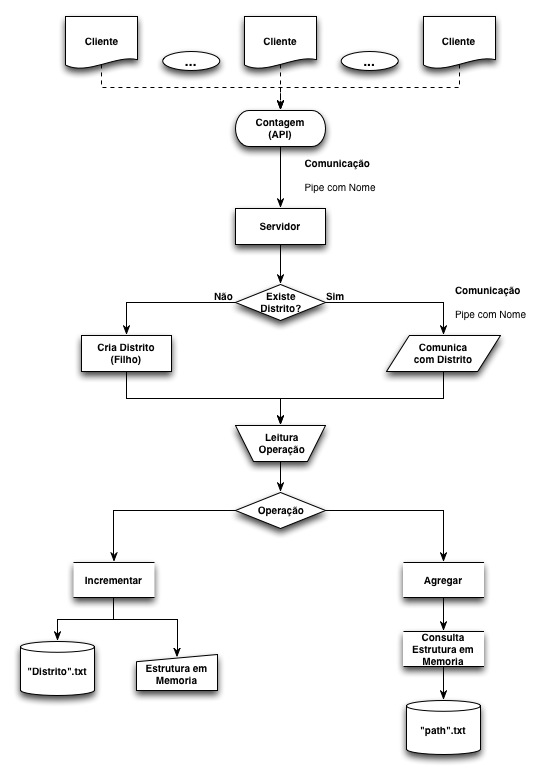 Cliente
...
Cliente
...
Cliente
Contagem
(API)
Comunicação
Pipe com Nome
Servidor
Não
Existe
Distrito?
Sim
Comunicação
Pipe com Nome
Cria Distrito
(Filho)
Comunica
com Distrito
Leitura
Operação
Operação
Incrementar
Agregar
"Distrito".txt
Estrutura em
Memoria
Consulta
Estrutura em
Memoria
"path".txt